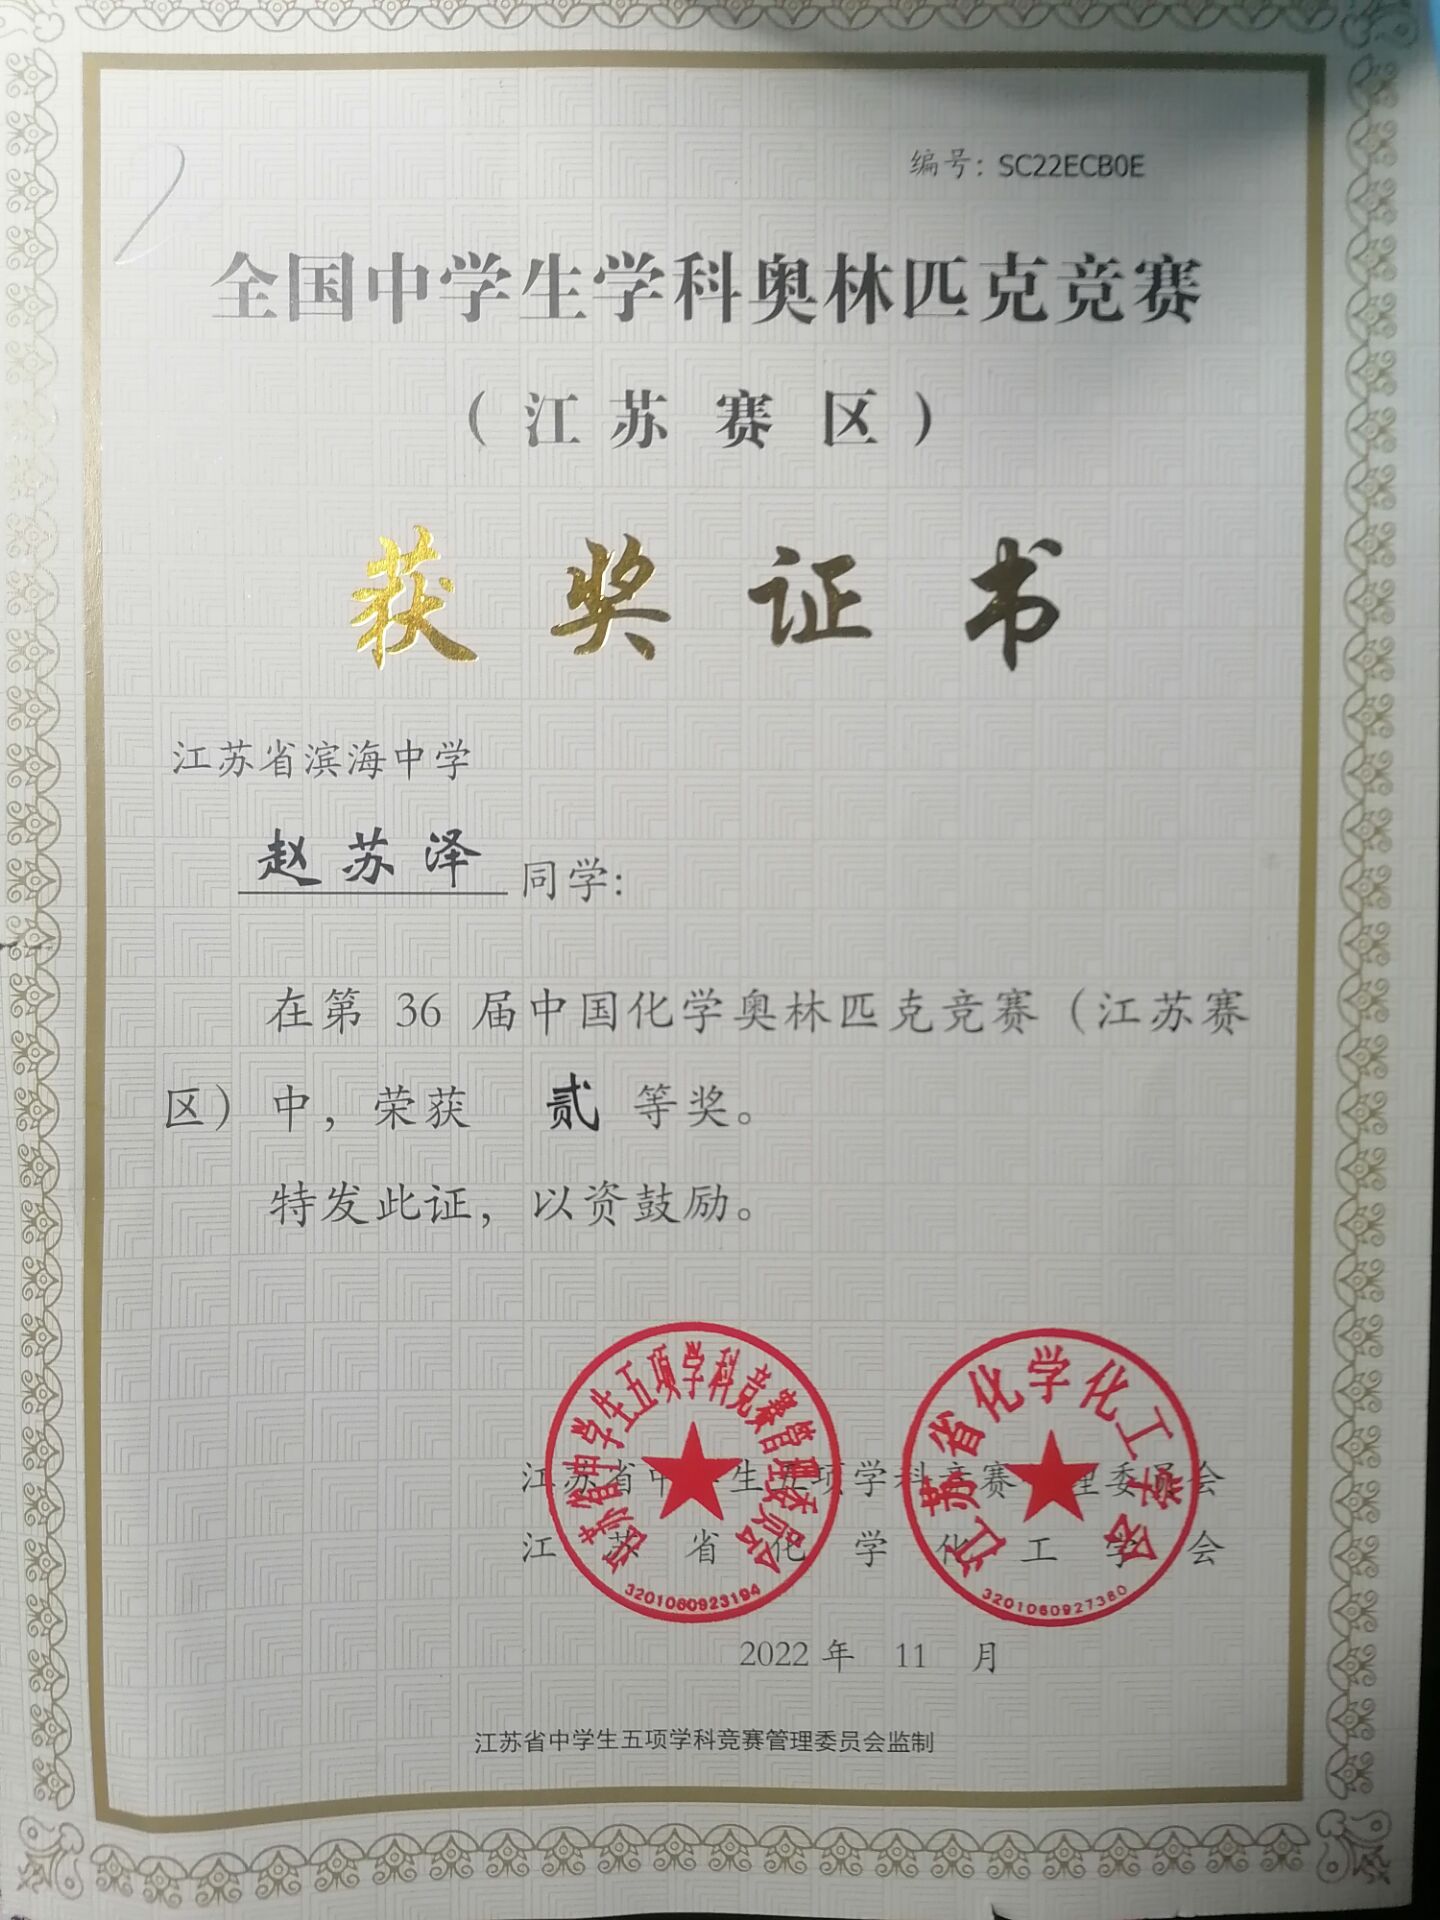 编号：SC22ECB0E
全国中学生学科奥林匹克竞赛
（江苏赛区）
获奖证书
江苏省滨海中学
赵苏泽 同学：
在第 36 届中国化学奥林匹克竞赛（江苏赛
区）中，荣获 贰 等奖。
特发此证，以资鼓励。
江苏省中学生五项学科竞赛管理委员会
江苏省化学化工学会
2022 年 11 月
江苏省中学生五项学科竞赛管理委员会监制
3201060927380